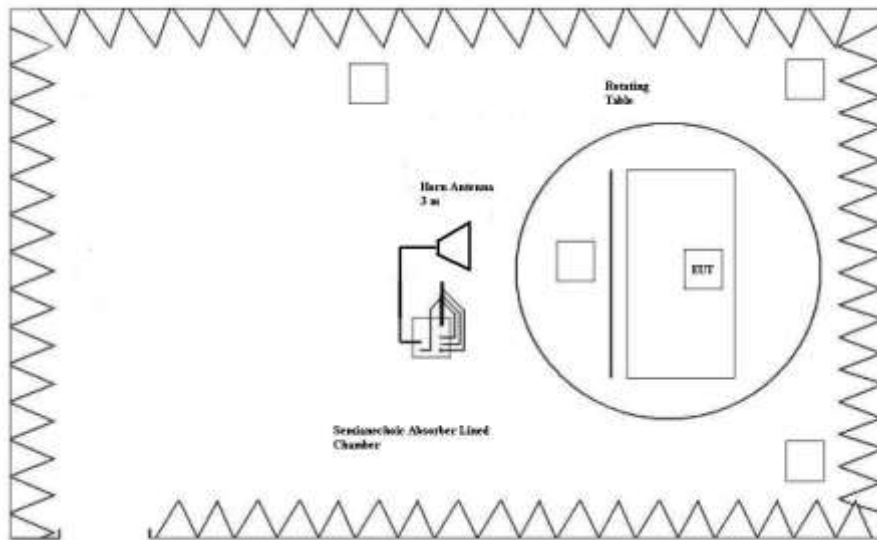 Rotating
Table
Horn Antenna
3 m
EUT
Semianechoic Absorber Lined
Chamber